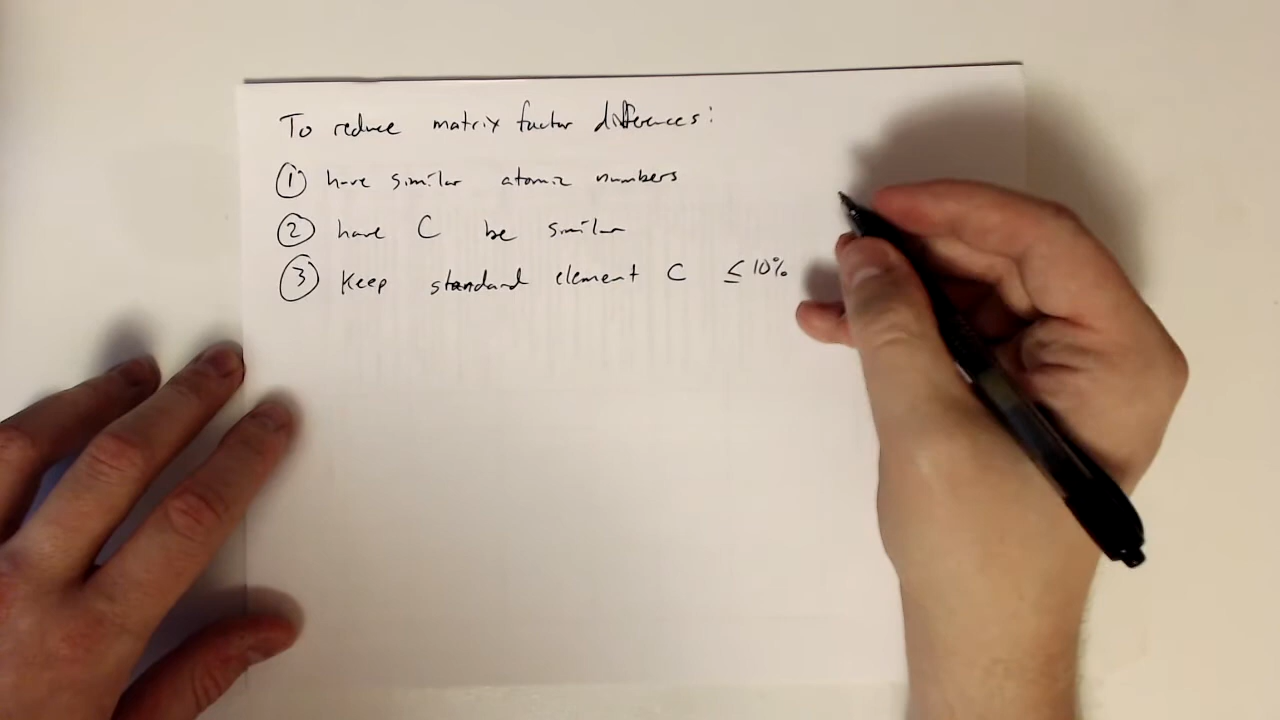 To reduce matrix factor differences:
① have similar atomic numbers
② have C be similar
③ Keep standard element C ≤ 10%